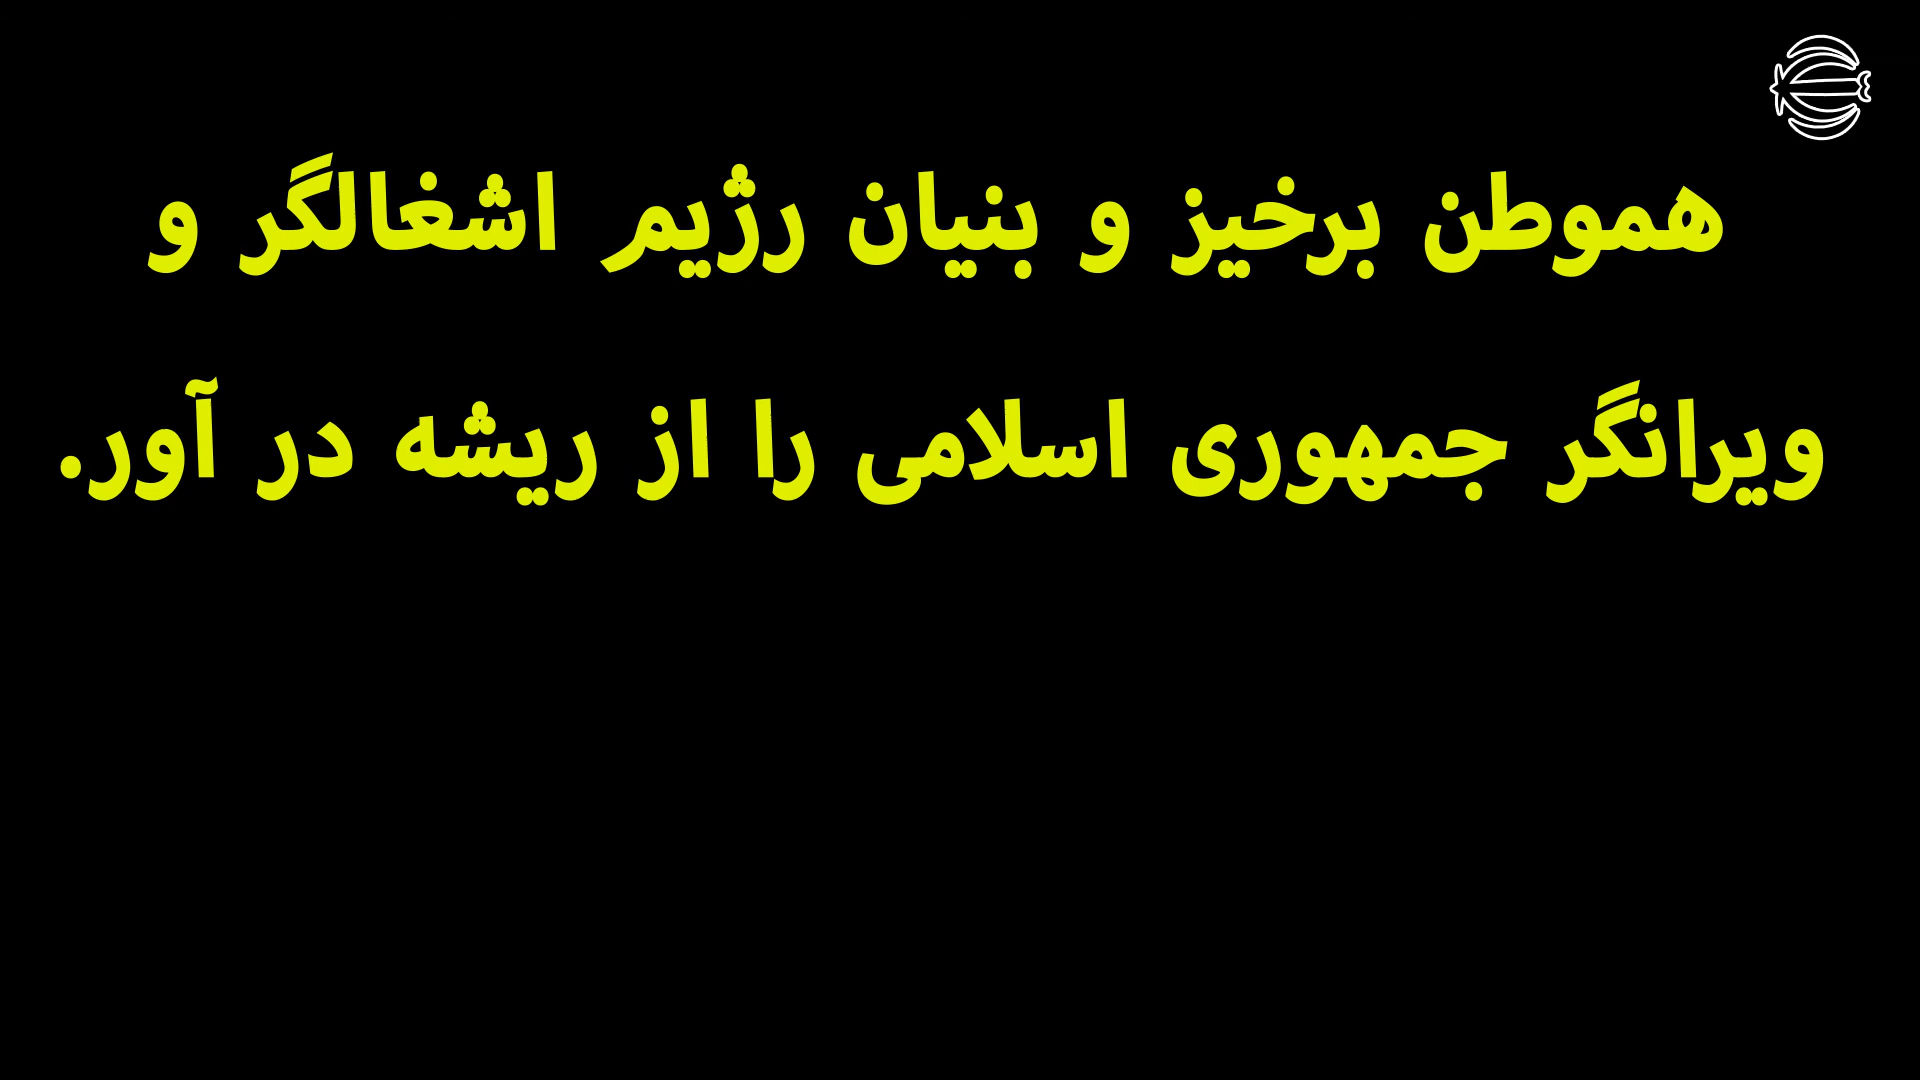 هموطن برخیز و بنیان رژیم اشغالگر و
ویرانگر جمهوری اسلامی را از ریشه در آور.